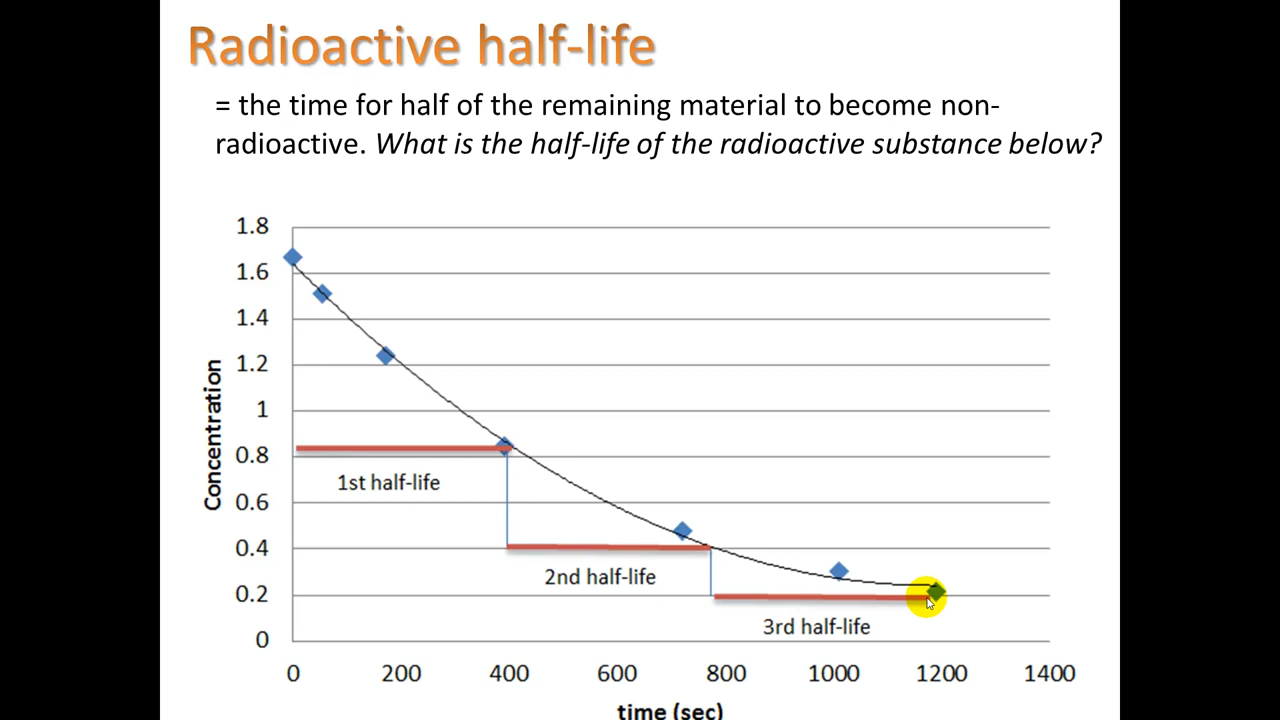 Radioactive half-life
= the time for half of the remaining material to become non-
radioactive. What is the half-life of the radioactive substance below?
1.8
1.6
1.4
1.2
1
0.8
0.6
0.4
0.2
0
Concentration
1st half-life
2nd half-life
3rd half-life
0 200 400 600 800 1000 1200 1400
time (sec)